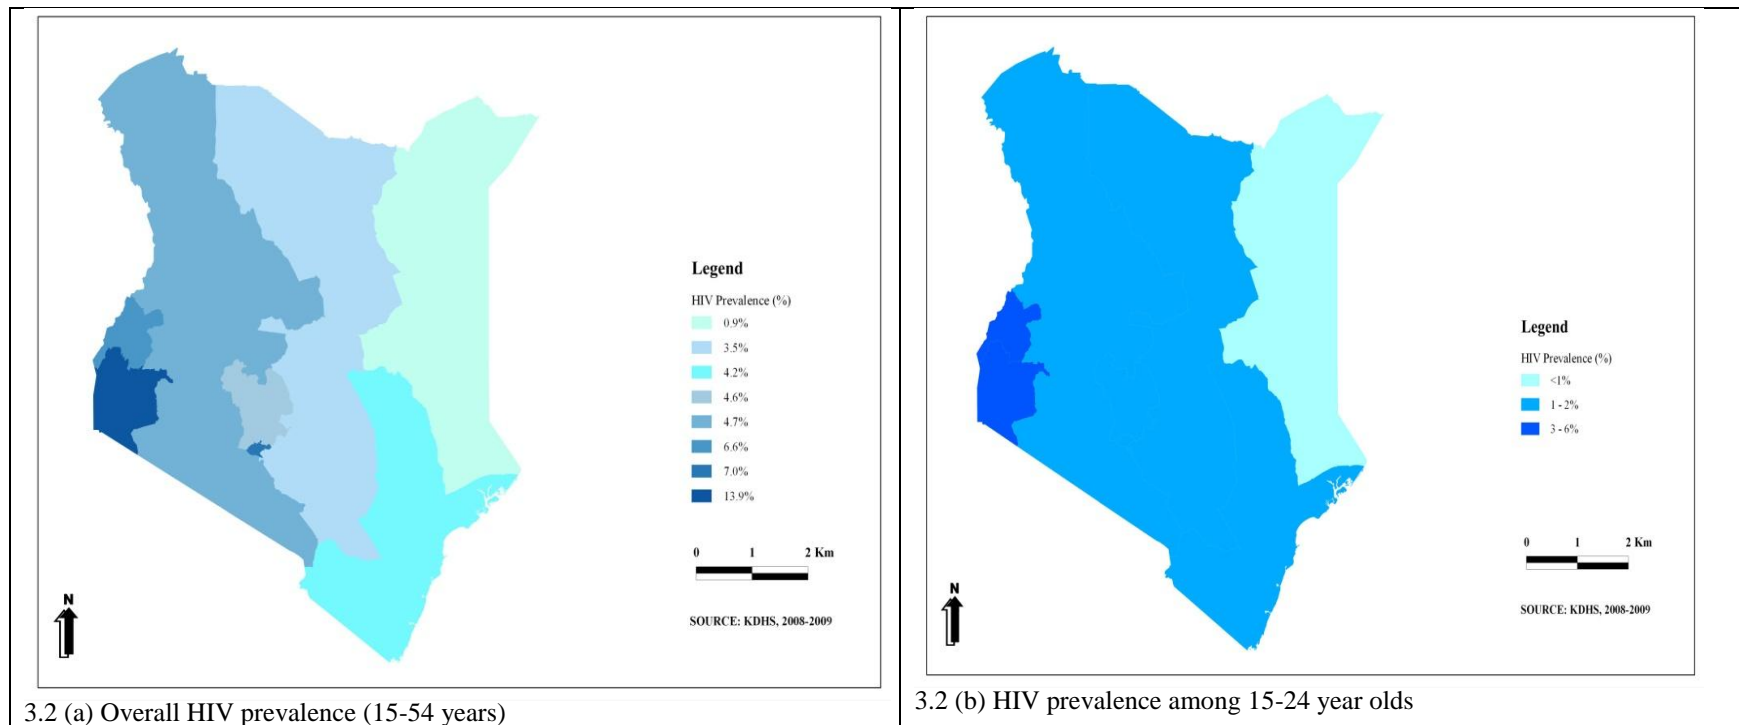 Legend
HIV Prevalence (%)
0.9%
3.5%
4.2%
4.6%
4.7%
6.6%
7.0%
13.9%
0 1 2 Km
N
SOURCE: KDHS, 2008-2009
3.2 (a) Overall HIV prevalence (15-54 years)
Legend
HIV Prevalence (%)
<1%
1 - 2%
3 - 6%
0 1 2 Km
N
SOURCE: KDHS, 2008-2009
3.2 (b) HIV prevalence among 15-24 year olds